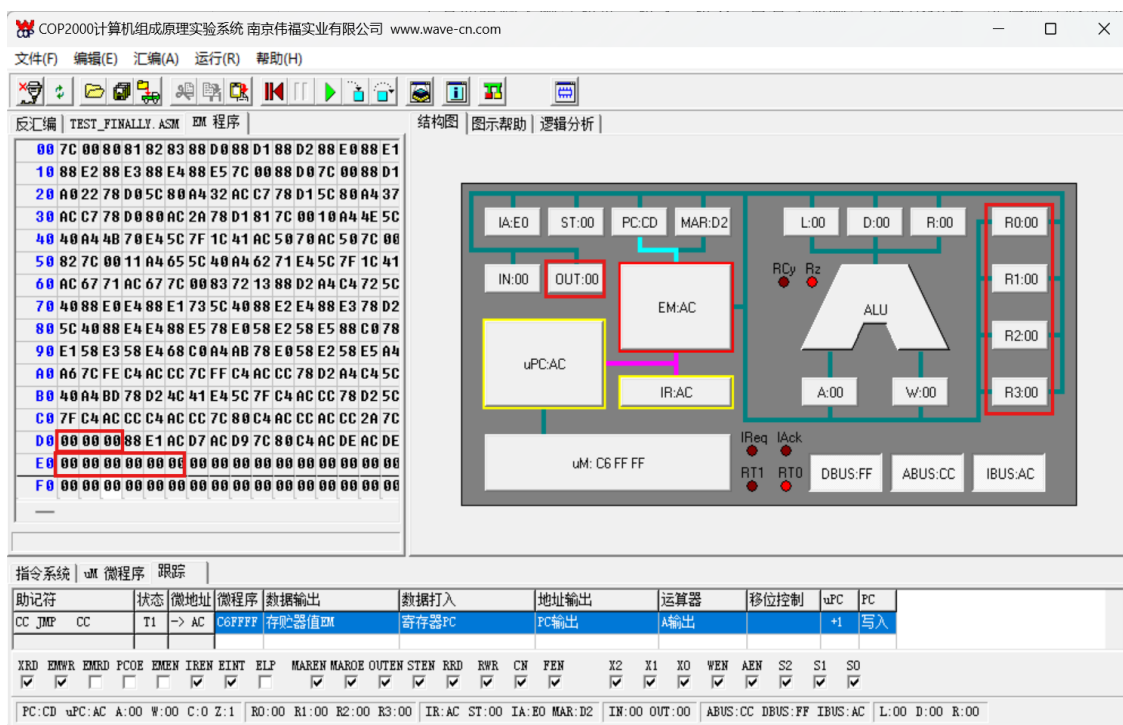 COP2000计算机组成原理实验系统 南京伟福实业有限公司 www.wave-cn.com
文件(F) 编辑(E) 汇编(A) 运行(R) 帮助(H)
反汇编 TEST_FINALLY.ASM EM 程序
00 7C 00 80 81 82 83 88 D0 88 D1 88 D2 88 E0 88 E1
10 88 E2 88 E3 88 E4 88 E5 7C 00 88 D0 7C 00 88 D1
20 A0 22 78 D0 5C 80 A4 32 AC C7 78 D1 5C 80 A4 37
30 AC C7 78 D0 80 AC 2A 78 D1 81 7C 00 10 A4 4E 5C
40 40 A4 4B 70 E4 5C 7F 1C 41 AC 50 70 AC 50 7C 00
50 82 7C 00 11 A4 65 5C 40 A4 62 71 E4 5C 7F 1C 41
60 AC 67 71 AC 67 7C 00 83 72 13 88 D2 A4 C4 72 5C
70 40 88 E0 E4 88 E1 73 5C 40 88 E2 E4 88 E3 78 D2
80 5C 40 88 E4 E4 88 E5 78 E0 58 E2 58 E5 88 C0 78
90 E1 58 E3 58 E4 68 C0 A4 AB 78 E0 58 E2 58 E5 A4
A0 A6 7C FE C4 AC CC 7C FF C4 AC CC 78 D2 A4 C4 5C
B0 40 A4 BD 78 D2 4C 41 E4 5C 7F C4 AC CC 78 D2 5C
C0 7F C4 AC CC C4 AC CC 7C 80 C4 AC CC AC CC 2A 7C
D0 00 00 00 88 E1 AC D7 AC D9 7C 80 C4 AC DE AC DE
E0 00 00 00 00 00 00 00 00 00 00 00 00 00 00 00 00
F0 00 00 00 00 00 00 00 00 00 00 00 00 00 00 00 00
结构图 图示帮助 逻辑分析
IA:E0 ST:00 PC:CD MAR:D2 L:00 D:00 R:00 R0:00
IN:00 OUT:00 RCy Rz R1:00
EM:AC ALU
R2:00
uPC:AC
IR:AC A:00 W:00 R3:00
IReq IAck
uM: C6 FF FF
RT1 RT0 DBUS:FF ABUS:CC IBUS:AC
指令系统 uM 微程序 跟踪
助记符 状态 微地址 微程序 数据输出 数据打入 地址输出 运算器 移位控制 uPC PC
CC JMP CC T1 -> AC C6FFFF 存贮器值EM 寄存器PC PC输出 A输出 +1 写入
XRD EMWR EMRD PCOE EMEN IREN EINT ELP MAREN MAROE OUTEN STEN RRD RWR CN FEN X2 X1 X0 WEN AEN S2 S1 S0
PC:CD uPC:AC A:00 W:00 C:0 Z:1 R0:00 R1:00 R2:00 R3:00 IR:AC ST:00 IA:E0 MAR:D2 IN:00 OUT:00 ABUS:CC DBUS:FF IBUS:AC L:00 D:00 R:00